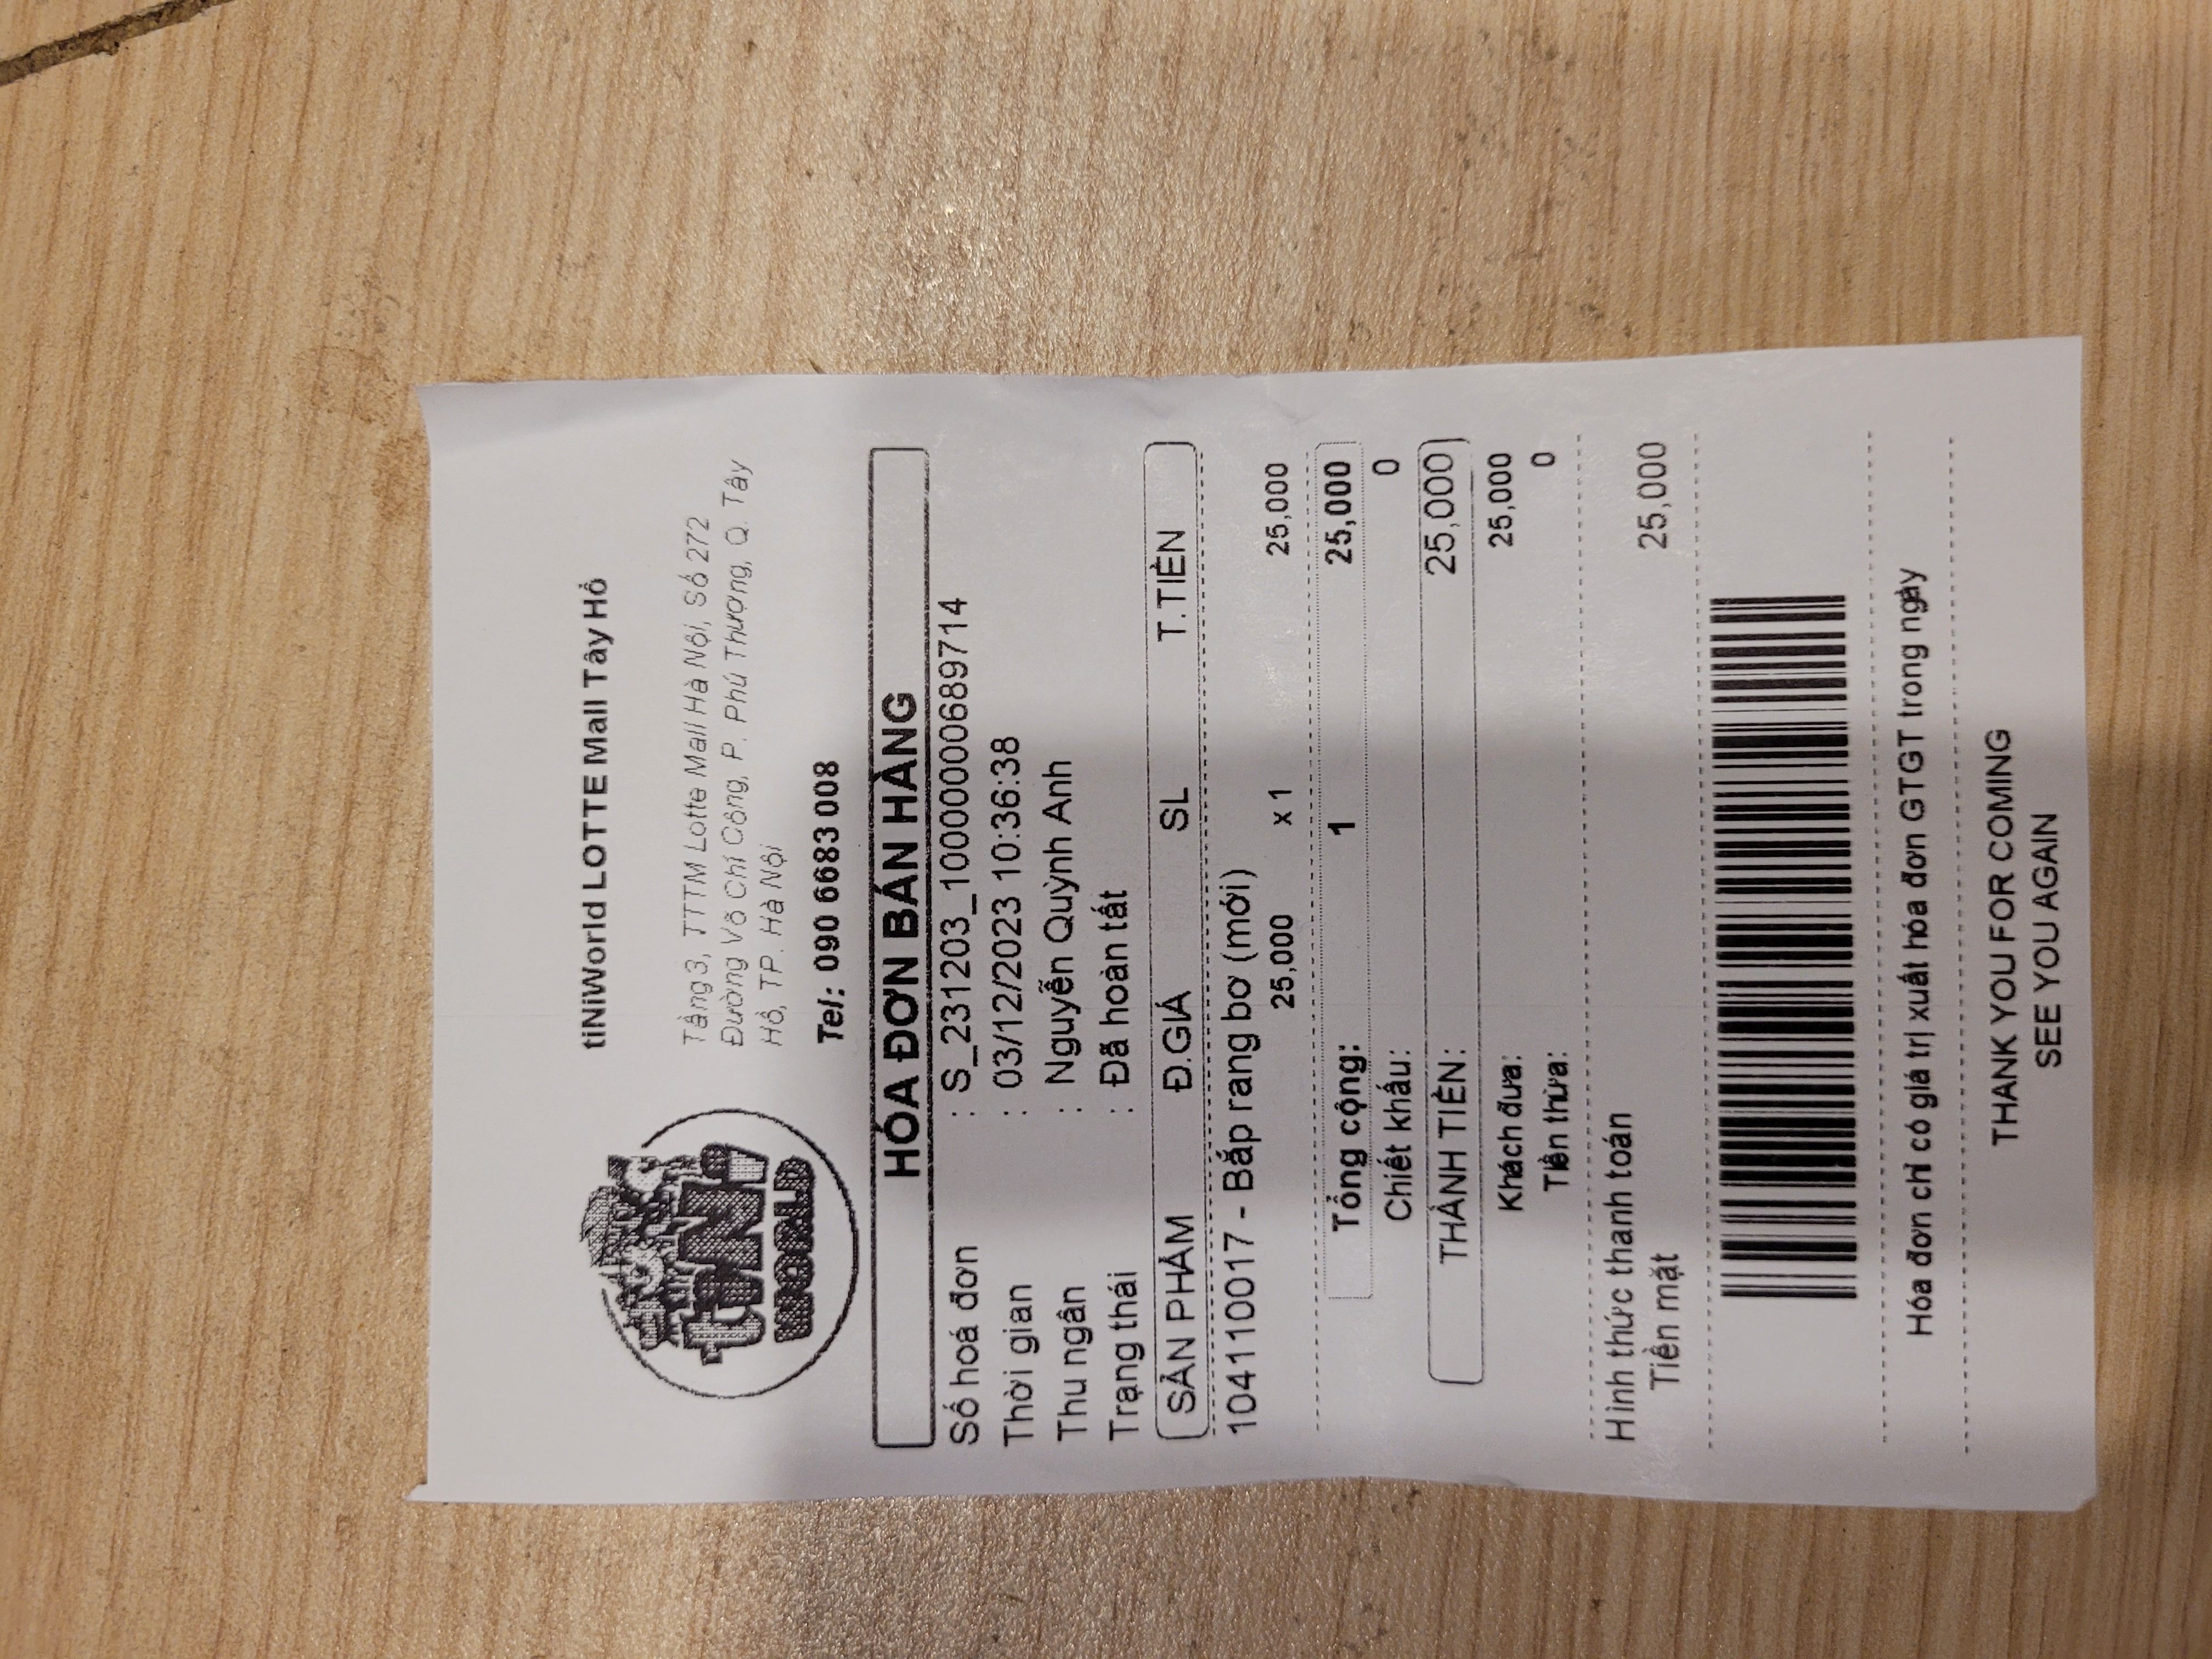 tiNi
WORLD
tiNiWorld LOTTE Mall Tây Hồ
Tầng 3, TTTM Lotte Mall Hà Nội, Số 272
Đường Võ Chí Công, P. Phú Thượng, Q. Tây
Hồ, TP. Hà Nội
Tel: 090 6683 008
HÓA ĐƠN BÁN HÀNG
Số hoá đơn : S_231203_10000000689714
Thời gian : 03/12/2023 10:36:38
Thu ngân : Nguyễn Quỳnh Anh
Trạng thái : Đã hoàn tất
SẢN PHẨM Đ.GIÁ SL T.TIỀN
104110017 - Bắp rang bơ (mới)
25,000 x 1 25,000
Tổng cộng: 1 25,000
Chiết khấu: 0
THÀNH TIỀN: 25,000
Khách đưa: 25,000
Tiền thừa: 0
Hình thức thanh toán
Tiền mặt 25,000
Hóa đơn chỉ có giá trị xuất hóa đơn GTGT trong ngày
THANK YOU FOR COMING
SEE YOU AGAIN